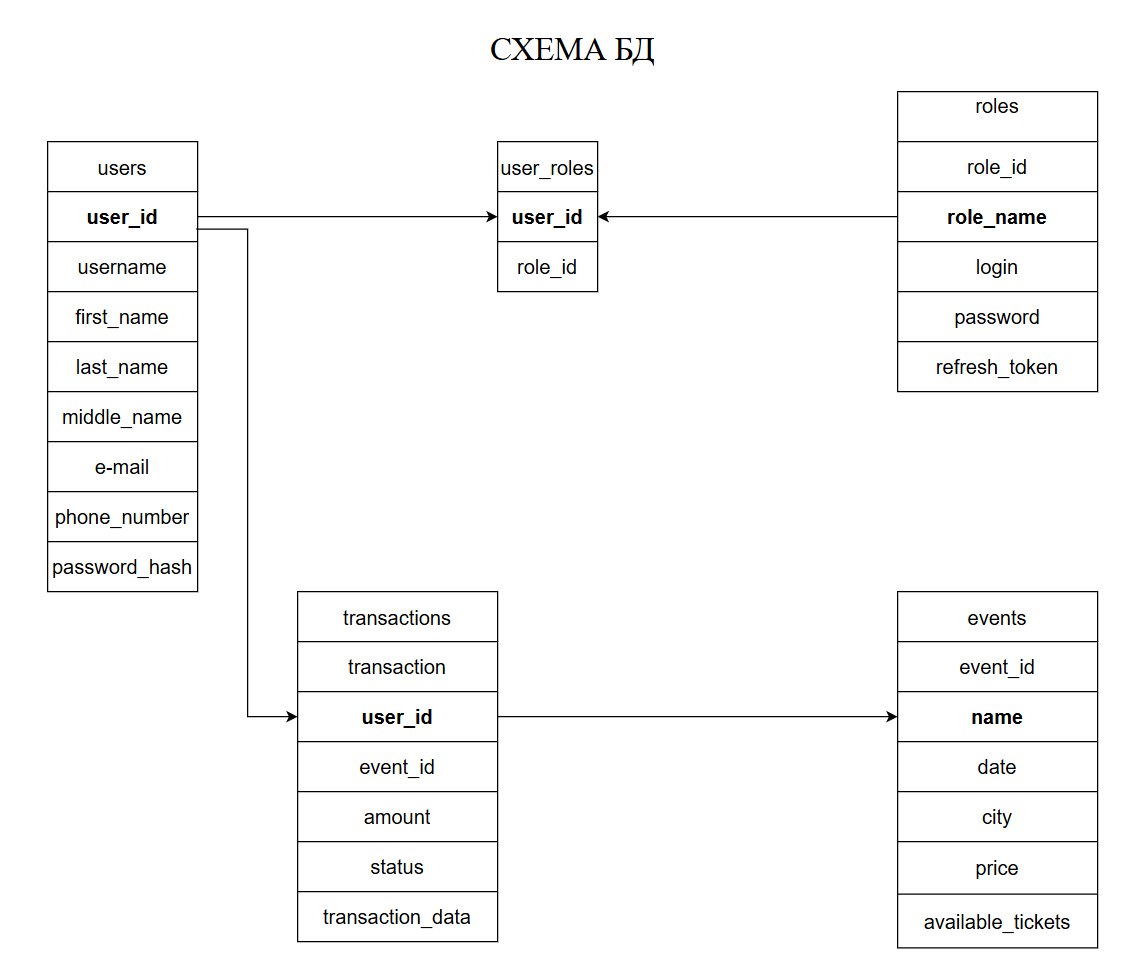 СХЕМА БД
users
user_id
username
first_name
last_name
middle_name
e-mail
phone_number
password_hash
user_roles
user_id
role_id
roles
role_id
role_name
login
password
refresh_token
transactions
transaction
user_id
event_id
amount
status
transaction_data
events
event_id
name
date
city
price
available_tickets